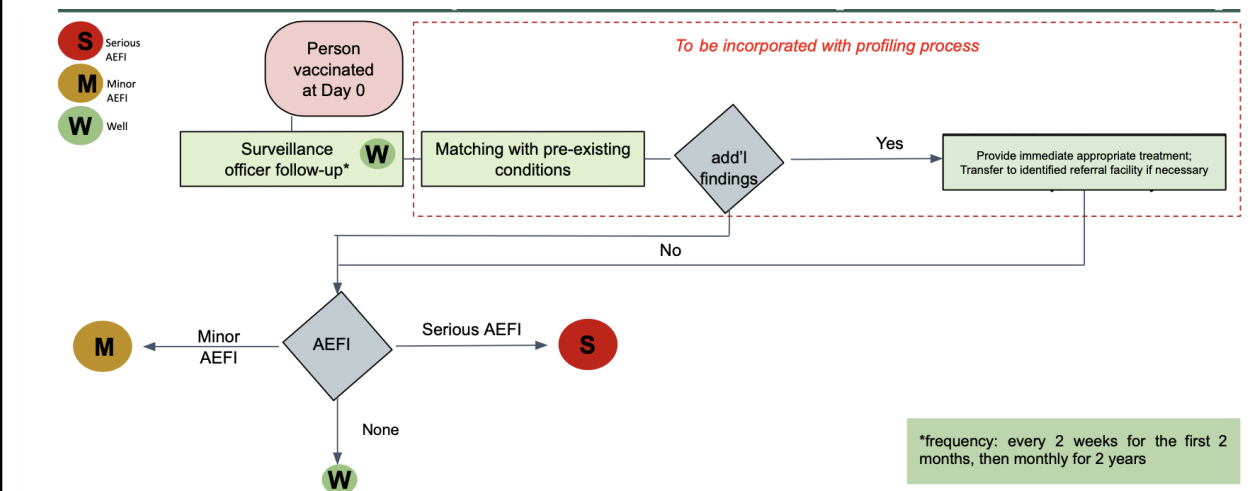 S Serious
AEFI
M Minor
AEFI
W Well
Person
vaccinated
at Day 0
To be incorporated with profiling process
Surveillance
officer follow-up*
W
Matching with pre-existing
conditions
add'l
findings
Yes
Provide immediate appropriate treatment;
Transfer to identified referral facility if necessary
No
M
Minor
AEFI
AEFI
Serious AEFI
S
None
W
*frequency: every 2 weeks for the first 2
months, then monthly for 2 years